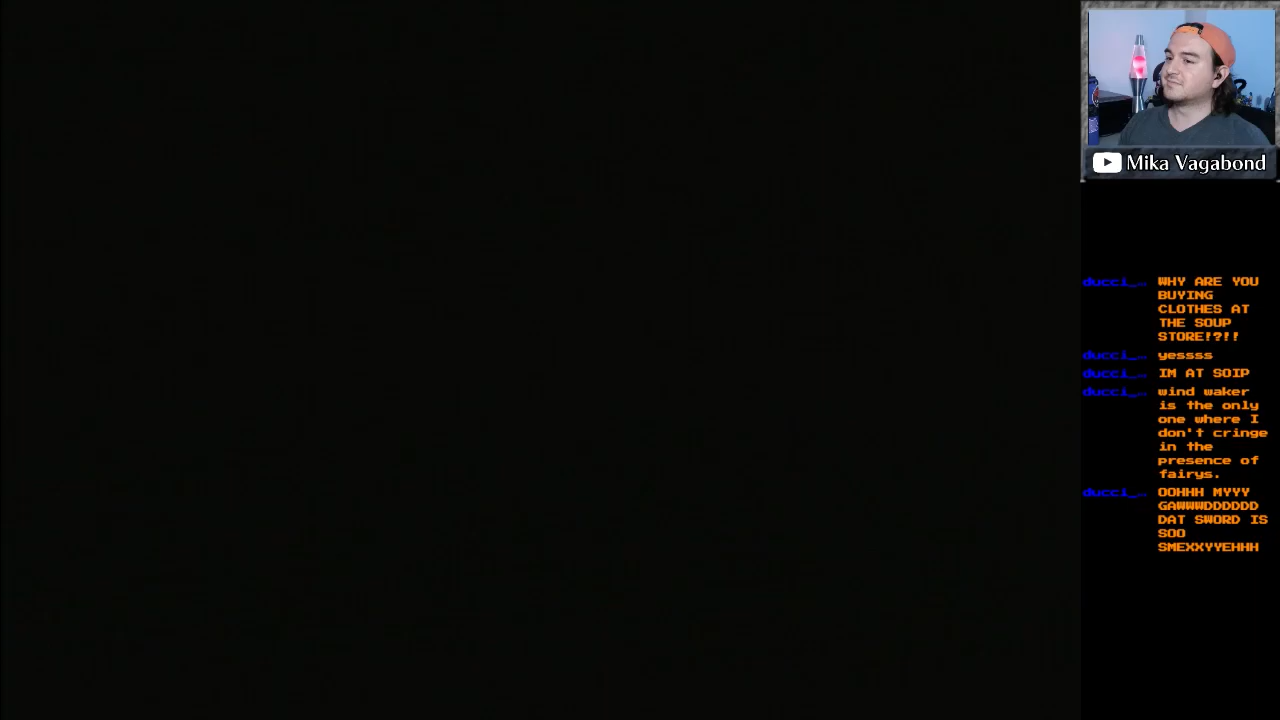 Mika Vagabond
ducci_… WHY ARE YOU
BUYING
CLOTHES AT
THE SOUP
STORE!?!!
ducci_… yessss
ducci_… IM AT SOIP
ducci_… wind waker
is the only
one where I
don't cringe
in the
presence of
fairys.
ducci_… OOHHH MYYY
GAWWWDDDDDD
DAT SWORD IS
SOO
SMEXXYYEHHH